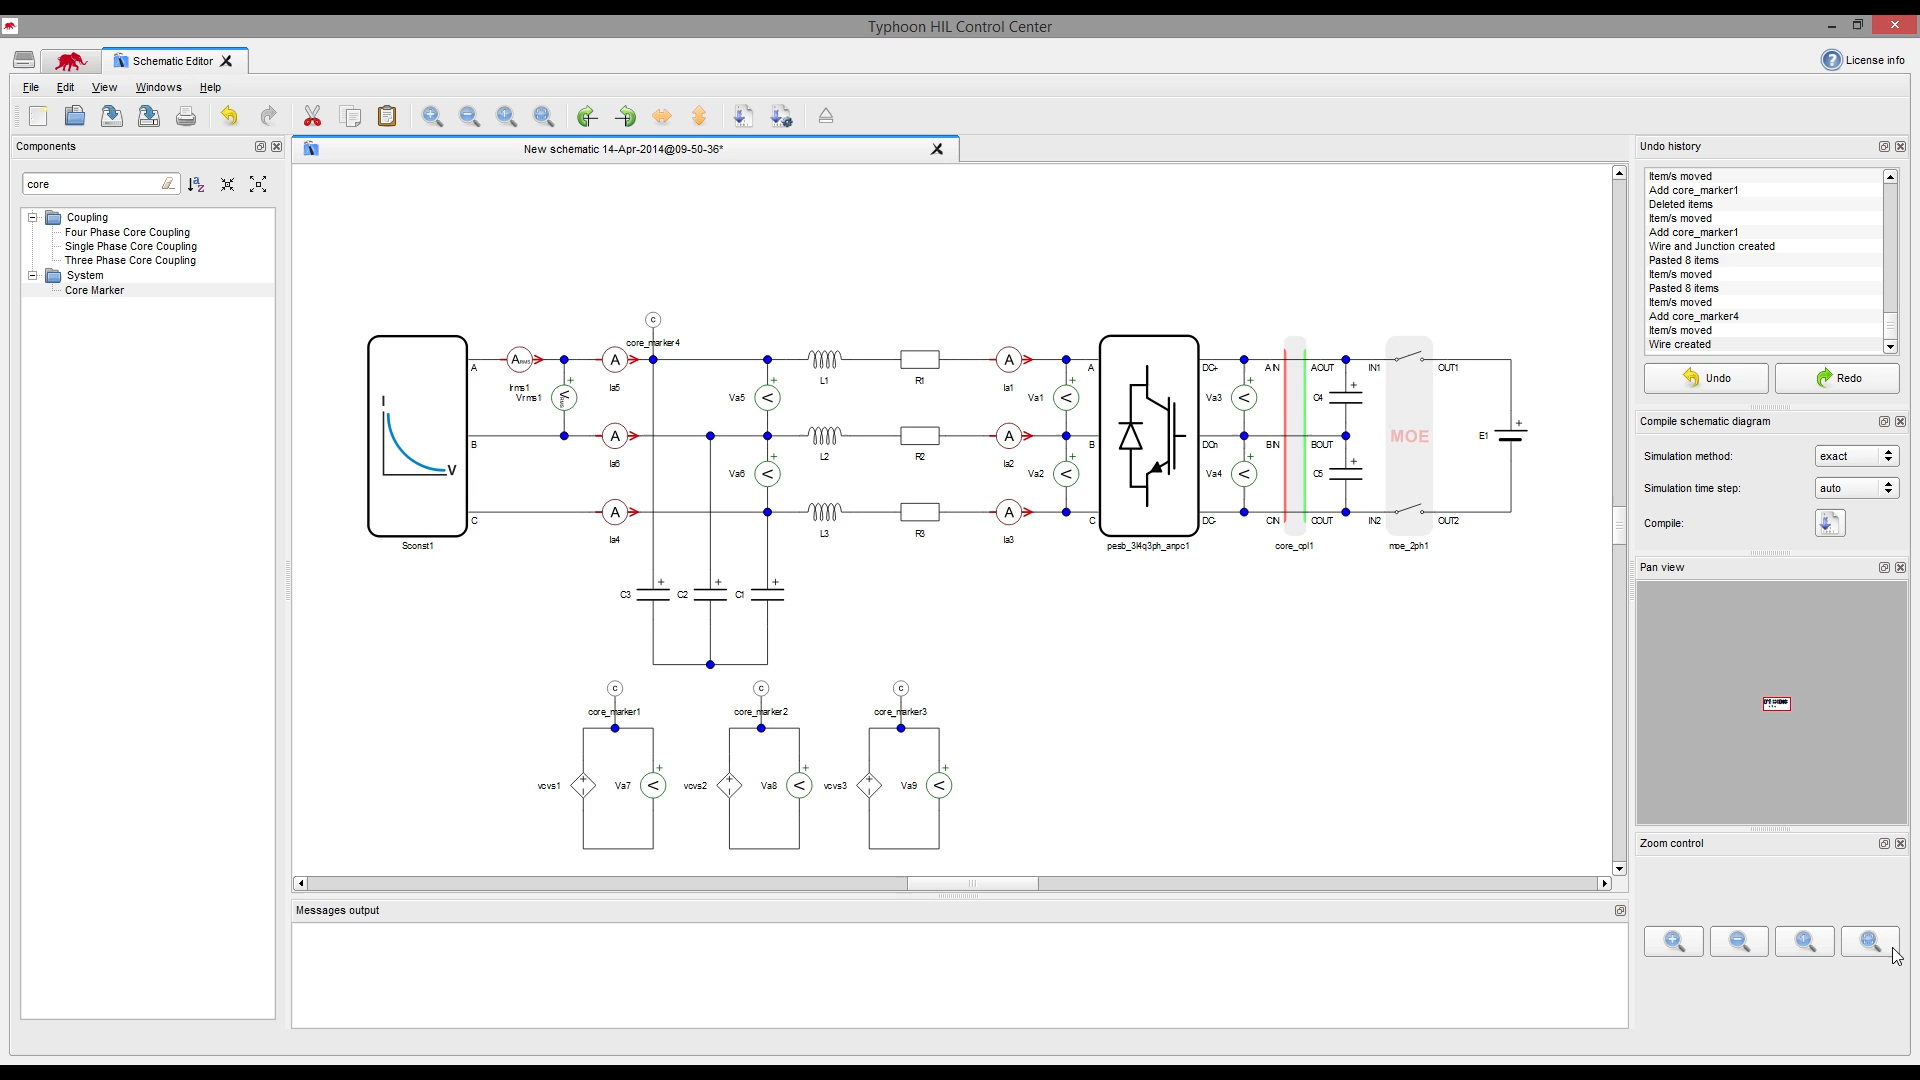 Typhoon HIL Control Center
Schematic Editor
License info
File Edit View Windows Help
Components
New schematic 14-Apr-2014@09-50-36*
Undo history
core
Coupling
Four Phase Core Coupling
Single Phase Core Coupling
Three Phase Core Coupling
System
Core Marker
Item/s moved
Add core_marker1
Deleted items
Item/s moved
Add core_marker1
Wire and Junction created
Pasted 8 items
Item/s moved
Pasted 8 items
Item/s moved
Add core_marker4
Item/s moved
Wire created
Undo Redo
Compile schematic diagram
Simulation method: exact
Simulation time step: auto
Compile:
Pan view
Zoom control
C
core_marker4
A A A A
Irms1 Ia5 L1 R1 Ia1 A DC+ AIN AOUT IN1 OUT1
Vrms1 Va5 Va1 Va3 C4
I V
B A A
B DCn BIN BOUT MOE E1
Ia6 L2 R2 Ia2
Va6 Va2 Va4 C5
C A A
C DC- CIN COUT IN2 OUT2
Ia4 L3 R3 Ia3
Sconst1 pesb_3l4q3ph_anpc1 core_cpl1 moe_2ph1
C3 C2 C1
C C C
core_marker1 core_marker2 core_marker3
vcvs1 Va7 vcvs2 Va8 vcvs3 Va9
Messages output